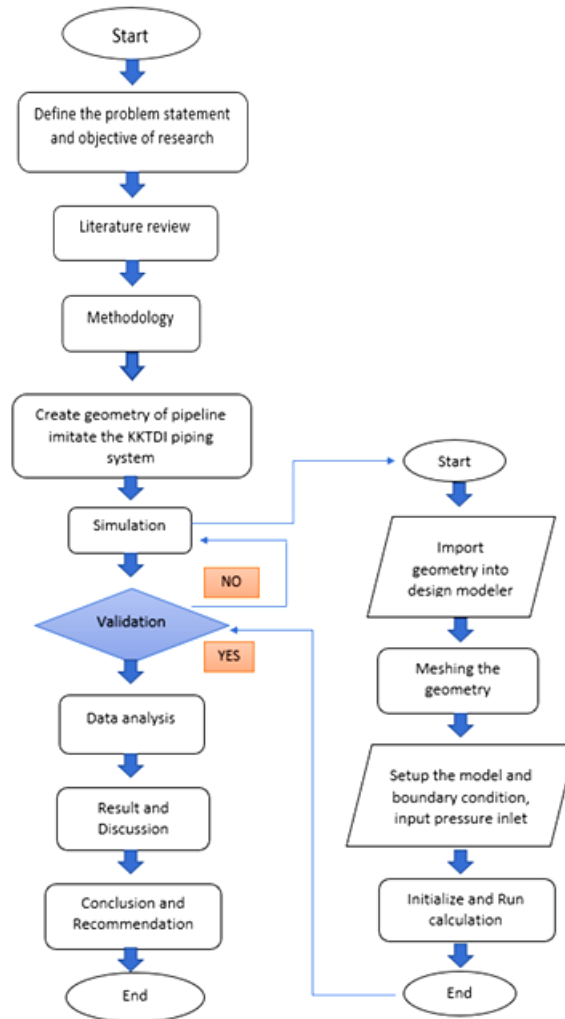 Start
Define the problem statement
and objective of research
Literature review
Methodology
Create geometry of pipeline
imitate the KKTDI piping
system
Simulation
NO
Validation
YES
Data analysis
Result and
Discussion
Conclusion and
Recommendation
End
Start
Import
geometry into
design modeler
Meshing the
geometry
Setup the model and
boundary condition,
input pressure inlet
Initialize and Run
calculation
End